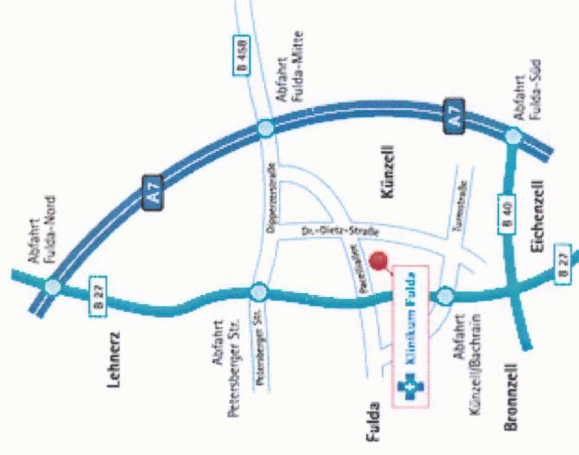 Abfahrt
Fulda-Nord
A7
B 27
Lehnerz
B 458
Abfahrt
Fulda-Mitte
Abfahrt
Petersberger Str.
Petersberger Str.
Dipperzerstraße
Dr.-Dietz-Straße
Pacelliallee
Künzell
Fulda
Klinikum Fulda
Turmstraße
A7
Abfahrt
Künzell/Bachrain
Abfahrt
Fulda-Süd
B 40
Eichenzell
B 27
Bronnzell